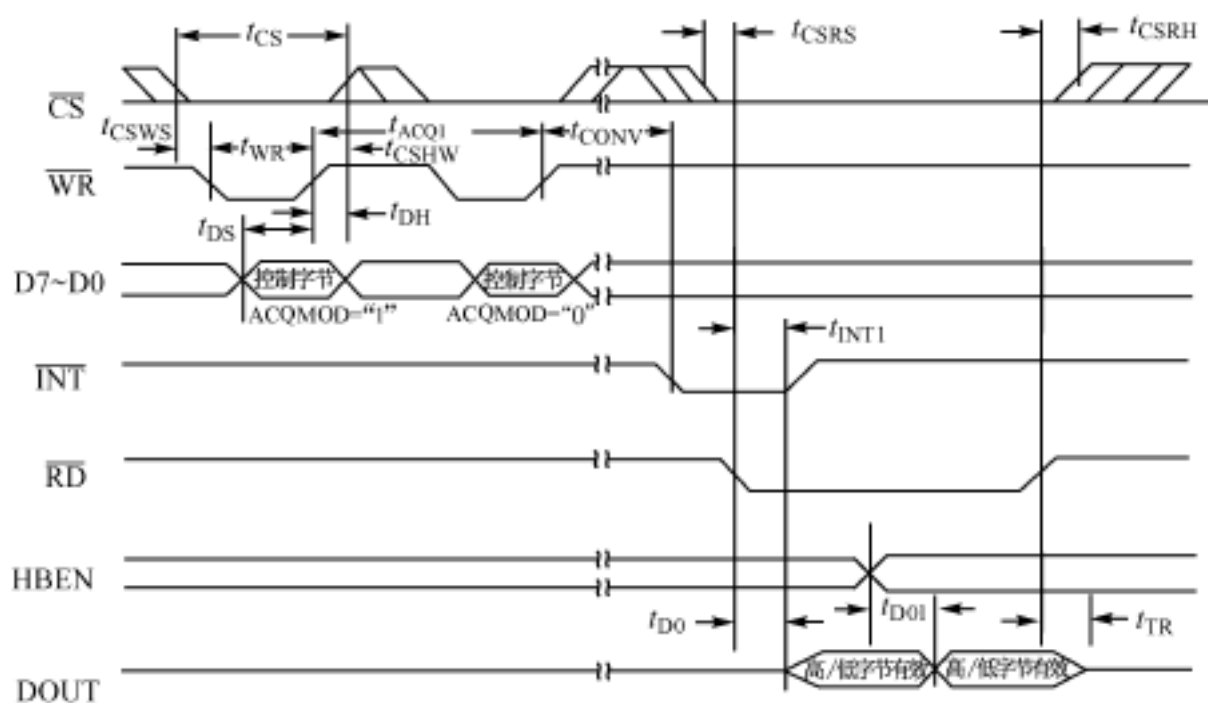 tCS
tCSRS
tCSRH
CS
tCSWS
tACQ1
tCONV
tWR
tCSHW
WR
tDS
tDH
D7~D0
控制字节
控制字节
ACQMOD=“1”
ACQMOD=“0”
tINT1
INT
RD
HBEN
tD0
tD01
tTR
高/低字节有效
高/低字节有效
DOUT